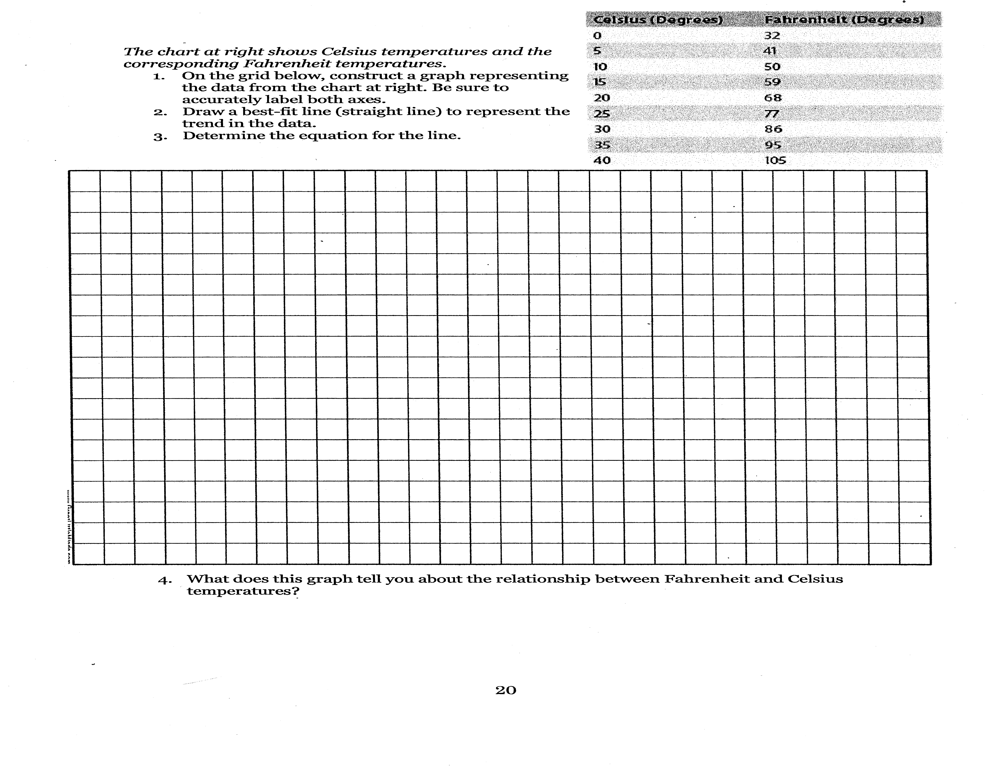 Celsius (Degrees) Fahrenheit (Degrees)
0 32
5 41
10 50
15 59
20 68
25 77
30 86
35 95
40 105
The chart at right shows Celsius temperatures and the
corresponding Fahrenheit temperatures.
1. On the grid below, construct a graph representing
the data from the chart at right. Be sure to
accurately label both axes.
2. Draw a best-fit line (straight line) to represent the
trend in the data.
3. Determine the equation for the line.
4. What does this graph tell you about the relationship between Fahrenheit and Celsius
temperatures?
20